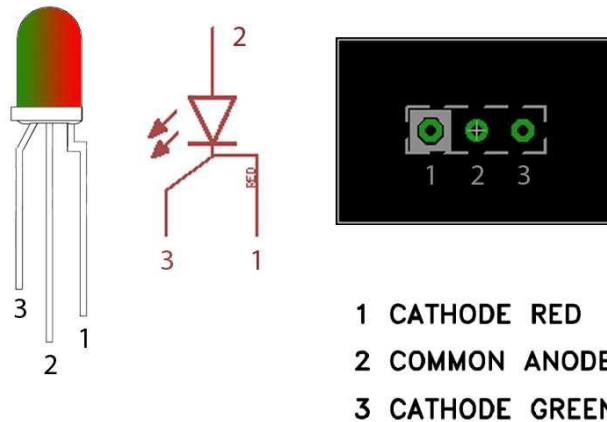 2
RED
3 1
3
1
2
1 2 3
1 CATHODE RED
2 COMMON ANODE
3 CATHODE GREEN